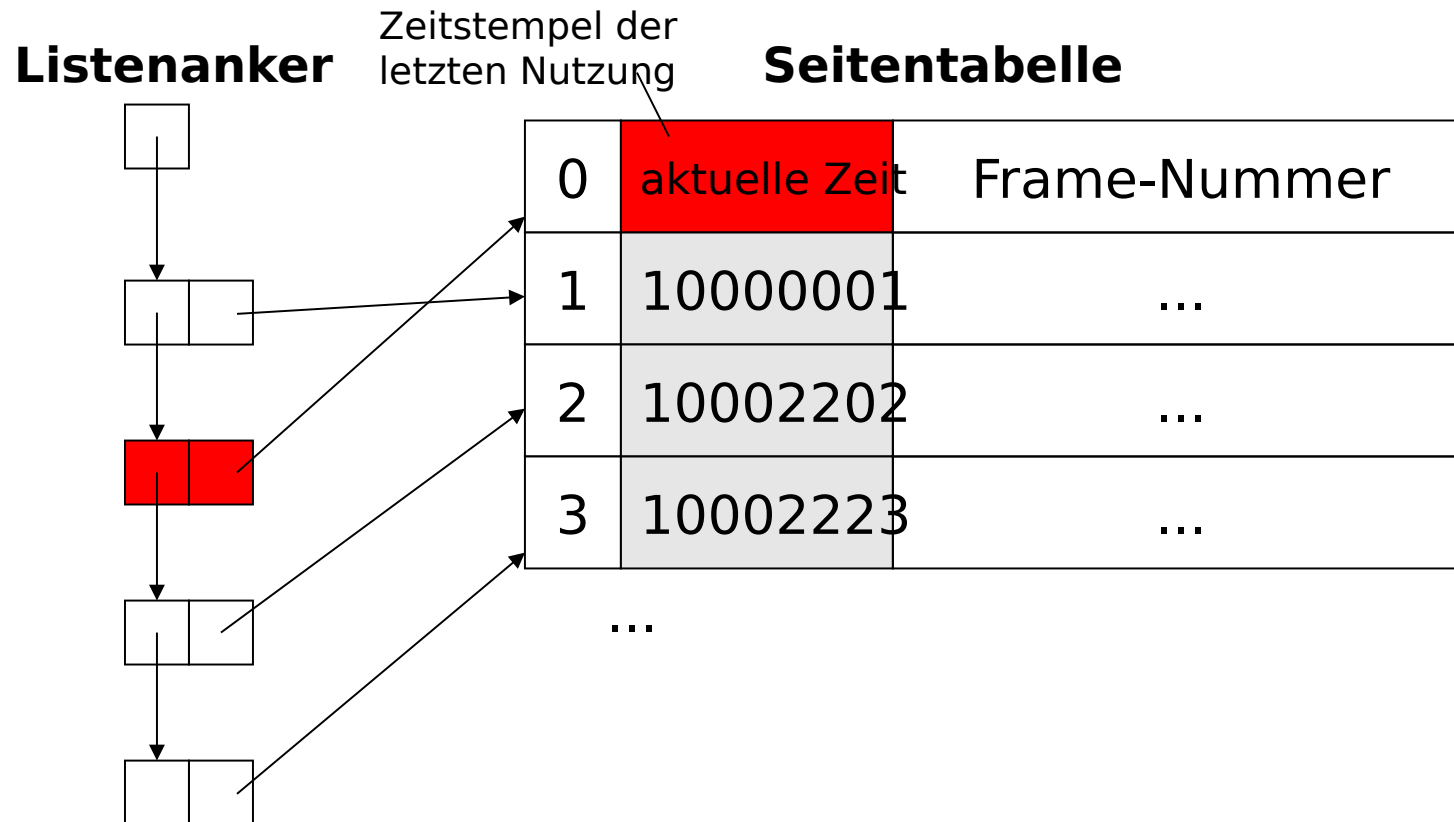 Zeitstempel der
letzten Nutzung
Listenanker
Seitentabelle
0 aktuelle Zeit Frame-Nummer
1 10000001 ...
2 10002202 ...
3 10002223 ...
...